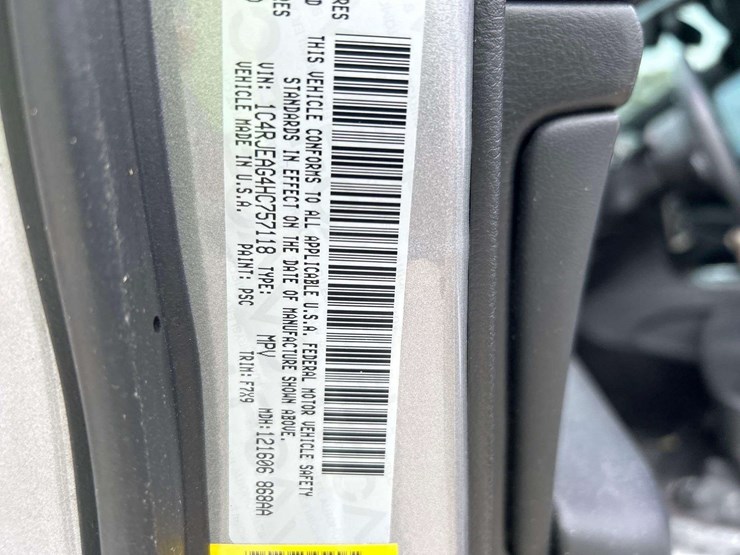 THIS VEHICLE CONFORMS TO ALL APPLICABLE U.S.A. FEDERAL MOTOR VEHICLE SAFETY
STANDARDS IN EFFECT ON THE DATE OF MANUFACTURE SHOWN ABOVE.
VIN: 1C4RJEAG4HC757118 TYPE: MPV MDH: 121606 868AA
VEHICLE MADE IN U.S.A. PAINT: PSC TRIM: F7X9